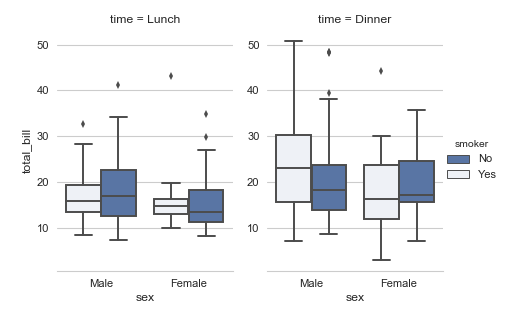 time = Lunch
time = Dinner
50
40
30
20
10
total_bill
50
40
30
20
10
smoker
No
Yes
Male
Female
Male
Female
sex
sex